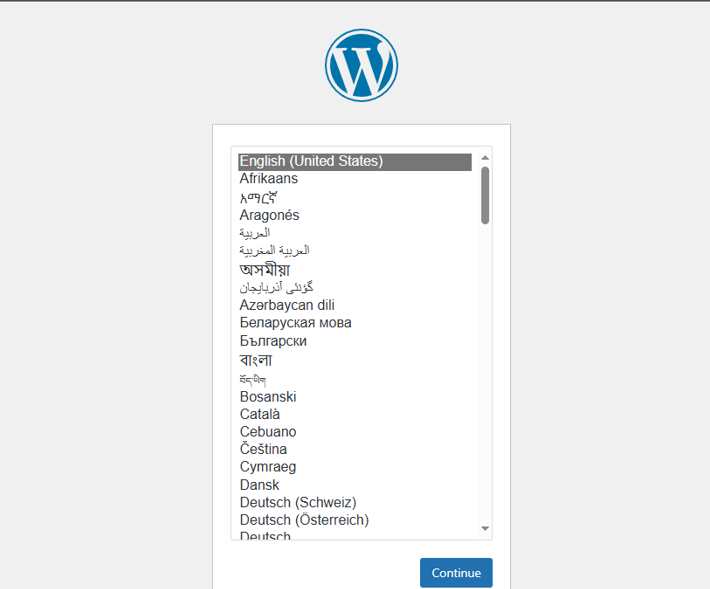 English (United States)
Afrikaans
አማርኛ
Aragonés
العربية
العربية المغربية
অসমীয়া
گؤنئی آذربایجان
Azərbaycan dili
Беларуская мова
Български
বাংলা
བོད་ཡིག
Bosanski
Català
Cebuano
Čeština
Cymraeg
Dansk
Deutsch (Schweiz)
Deutsch (Österreich)
Deutsch
Continue